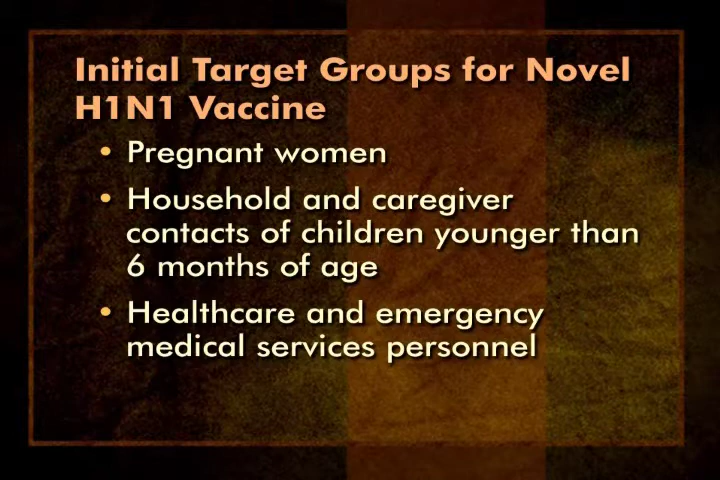 Initial Target Groups for Novel
H1N1 Vaccine
• Pregnant women
• Household and caregiver
contacts of children younger than
6 months of age
• Healthcare and emergency
medical services personnel